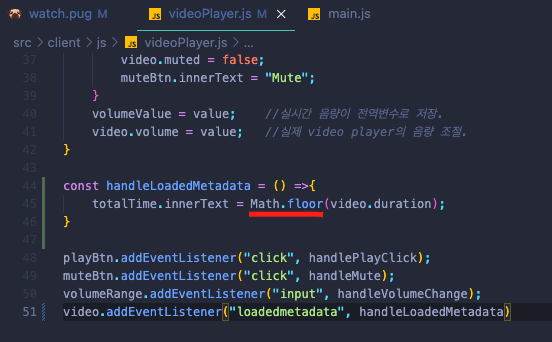 watch.pug M
JS videoPlayer.js M ×
JS main.js
src > client > js > JS videoPlayer.js > ...
37 video.muted = false;
38 muteBtn.innerText = "Mute";
39 }
40 volumeValue = value; //실시간 음량이 전역변수로 저장.
41 video.volume = value; //실제 video player의 음량 조절.
42 }
43
44 const handleLoadedMetadata = () =>{
45 totalTime.innerText = Math.floor(video.duration);
46 }
47
48 playBtn.addEventListener("click", handlePlayClick);
49 muteBtn.addEventListener("click", handleMute);
50 volumeRange.addEventListener("input", handleVolumeChange);
51 video.addEventListener("loadedmetadata", handleLoadedMetadata)